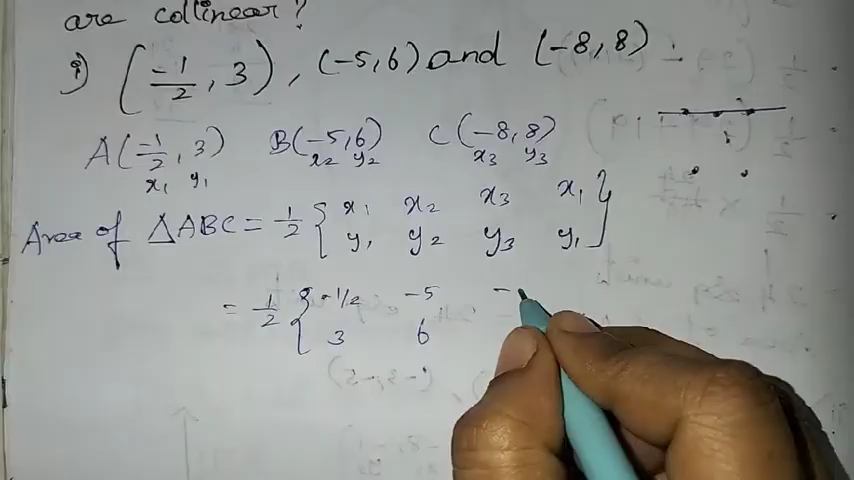 are collinear?
i) (-1/2, 3), (-5, 6) and (-8, 8).
A(-1/2, 3) B(-5, 6) C(-8, 8)
x₁ y₁ x₂ y₂ x₃ y₃
Area of ΔABC = 1/2 { x₁ x₂ x₃ x₁ }
y₁ y₂ y₃ y₁
= 1/2 { -1/2 -5 -
3 6